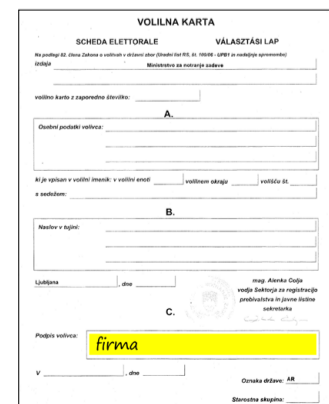 VOLILNA KARTA
SCHEDA ELETTORALE VÁLASZTÁSI LAP
Na podlagi 82. člena Zakona o volitvah v državni zbor (Uradni list RS, št. 109/06 - UPB1 in nadaljnje spremembe)
izdaja Ministrstvo za notranje zadeve
volilno karto z zaporedno številko:
A.
Osebni podatki volivca:
ki je vpisan v volilni imenik: v volilni enoti volilnem okraju volišču št.
s sedežem:
B.
Naslov v tujini:
Ljubljana , dne
mag. Alenka Colja
vodja Sektorja za registracijo
prebivalstva in javne listine
sekretarka
C.
Podpis volivca: firma
V , dne
Oznaka države: AR
Starostna skupina: